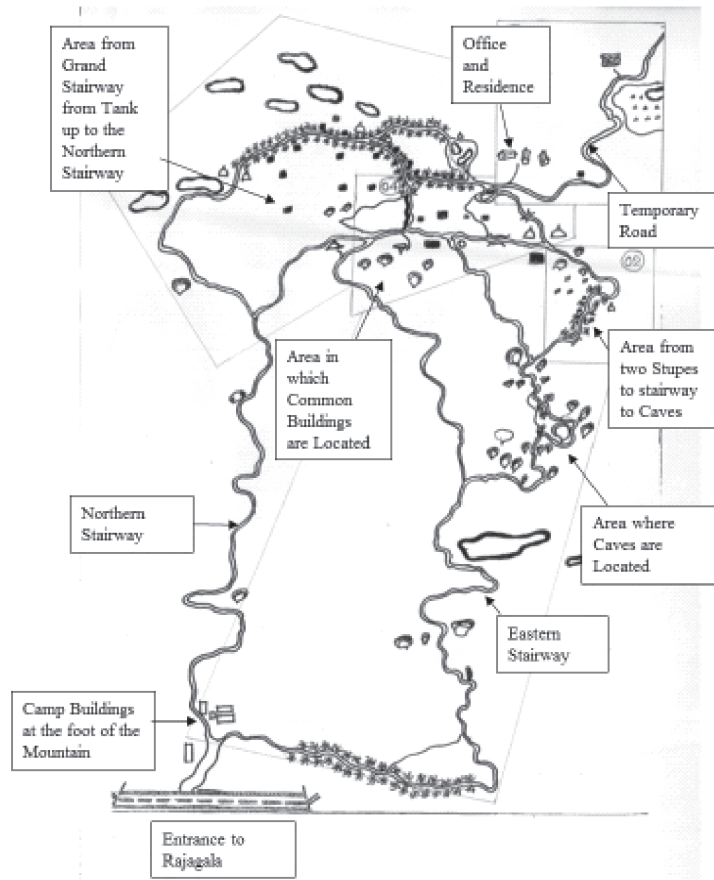 Area from
Grand
Stairway
from Tank
up to the
Northern
Stairway
Office
and
Residence
Temporary
Road
02
Area in
which
Common
Buildings
are Located
Area from
two Stupes
to stairway
to Caves
Northern
Stairway
Area where
Caves are
Located
Eastern
Stairway
Camp Buildings
at the foot of the
Mountain
Entrance to
Rajagala